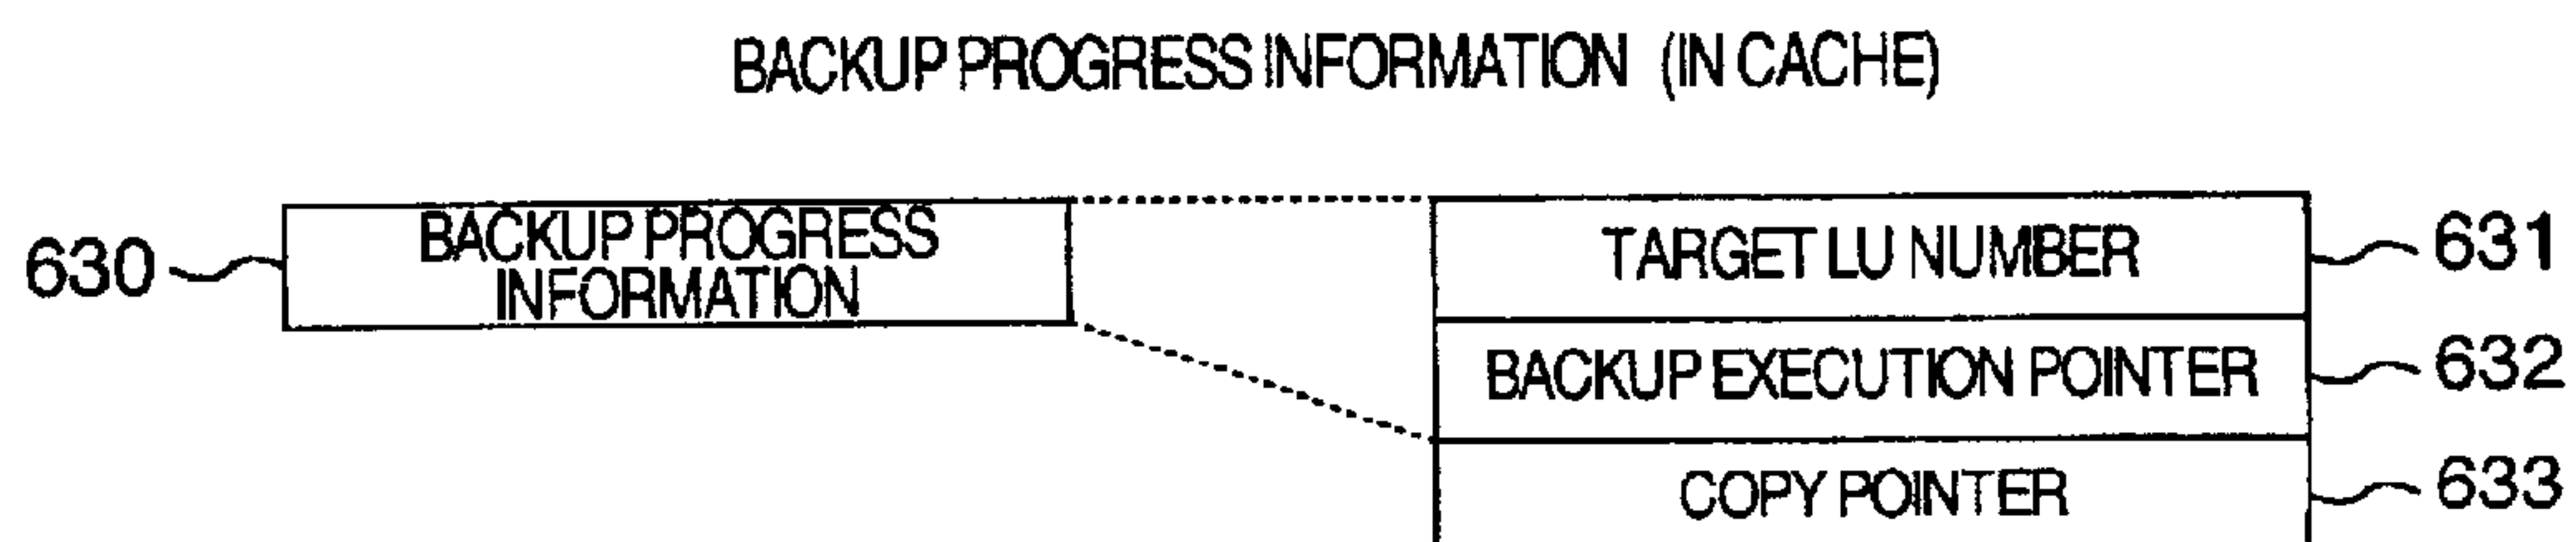 BACKUP PROGRESS INFORMATION (IN CACHE)
630
BACKUP PROGRESS
INFORMATION
TARGET LU NUMBER
631
BACKUP EXECUTION POINTER
632
COPY POINTER
633